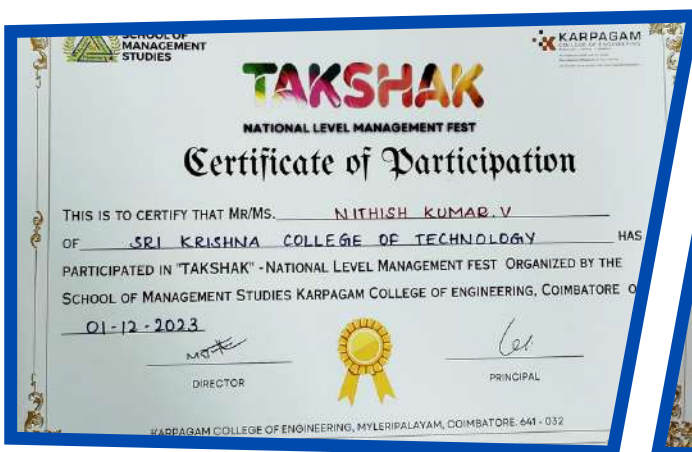 SCHOOL OF
MANAGEMENT
STUDIES
KARPAGAM
COLLEGE OF ENGINEERING
TAKSHAK
NATIONAL LEVEL MANAGEMENT FEST
Certificate of Participation
THIS IS TO CERTIFY THAT MR/MS. NITHISH KUMAR.V
OF SRI KRISHNA COLLEGE OF TECHNOLOGY HAS
PARTICIPATED IN "TAKSHAK" - NATIONAL LEVEL MANAGEMENT FEST ORGANIZED BY THE
SCHOOL OF MANAGEMENT STUDIES KARPAGAM COLLEGE OF ENGINEERING, COIMBATORE O
01-12-2023
DIRECTOR
PRINCIPAL
KARPAGAM COLLEGE OF ENGINEERING, MYLERIPALAYAM, COIMBATORE. 641 - 032